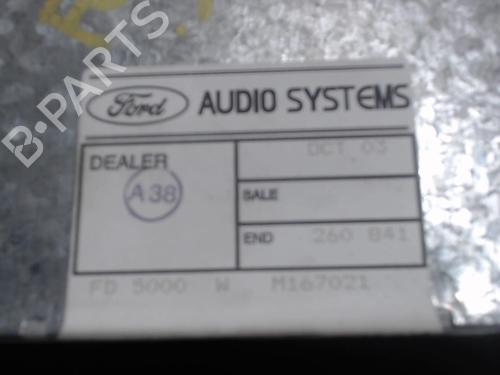 B-PARTS
Ford AUDIO SYSTEMS
DEALER
OCT 03
A38
SALE
END 260 841
FD 5000 W M167021